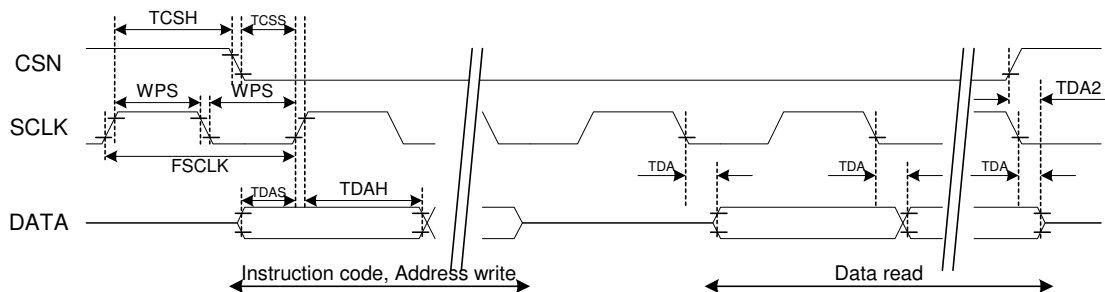 TCSH TCSS
CSN
WPS WPS TDA2
SCLK
FSCLK
TDA TDA TDA
TDAS TDAH
DATA
Instruction code, Address write Data read